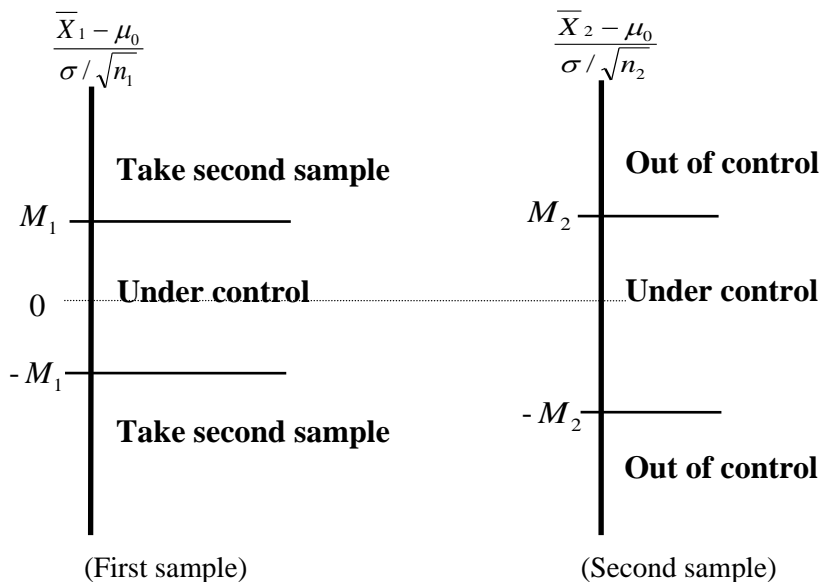 X̅₁ − μ₀
σ / √n₁
Take second sample
M₁
Under control
0
- M₁
Take second sample
(First sample)
X̅₂ − μ₀
σ / √n₂
Out of control
M₂
Under control
- M₂
Out of control
(Second sample)